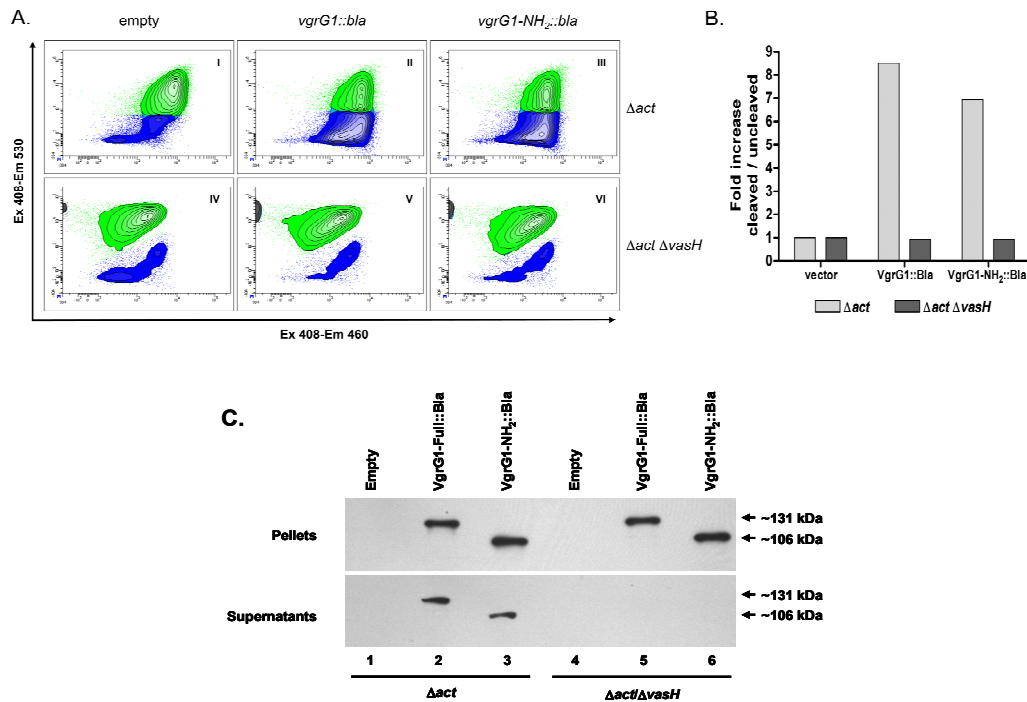 A.
empty
vgrG1::bla
vgrG1-NH2::bla
I
II
III
Δact
IV
V
VI
Δact ΔvasH
Ex 408-Em 530
Ex 408-Em 460
B.
Fold increase
cleaved / uncleaved
9
8
7
6
5
4
3
2
1
0
vector
VgrG1::Bla
VgrG1-NH2::Bla
Δact
Δact ΔvasH
C.
Empty
VgrG1-Full::Bla
VgrG1-NH2::Bla
Empty
VgrG1-Full::Bla
VgrG1-NH2::Bla
Pellets
~131 kDa
~106 kDa
Supernatants
~131 kDa
~106 kDa
1 2 3 4 5 6
Δact
Δact/ΔvasH